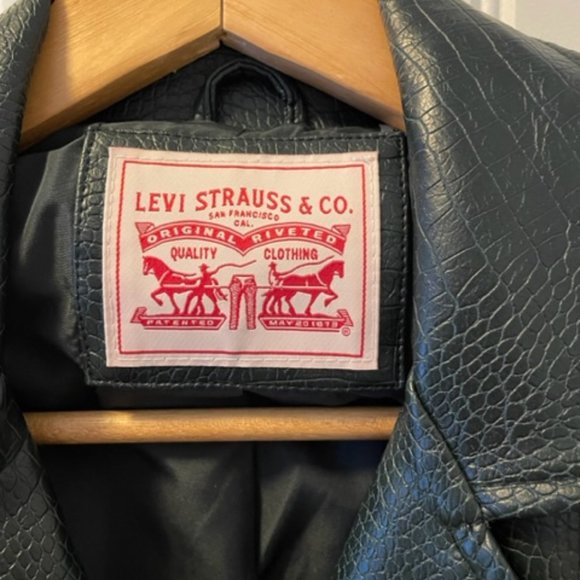 LEVI STRAUSS & CO.
SAN FRANCISCO
CAL.
ORIGINAL RIVETED
QUALITY CLOTHING
PATENTED MAY 20 1873
®